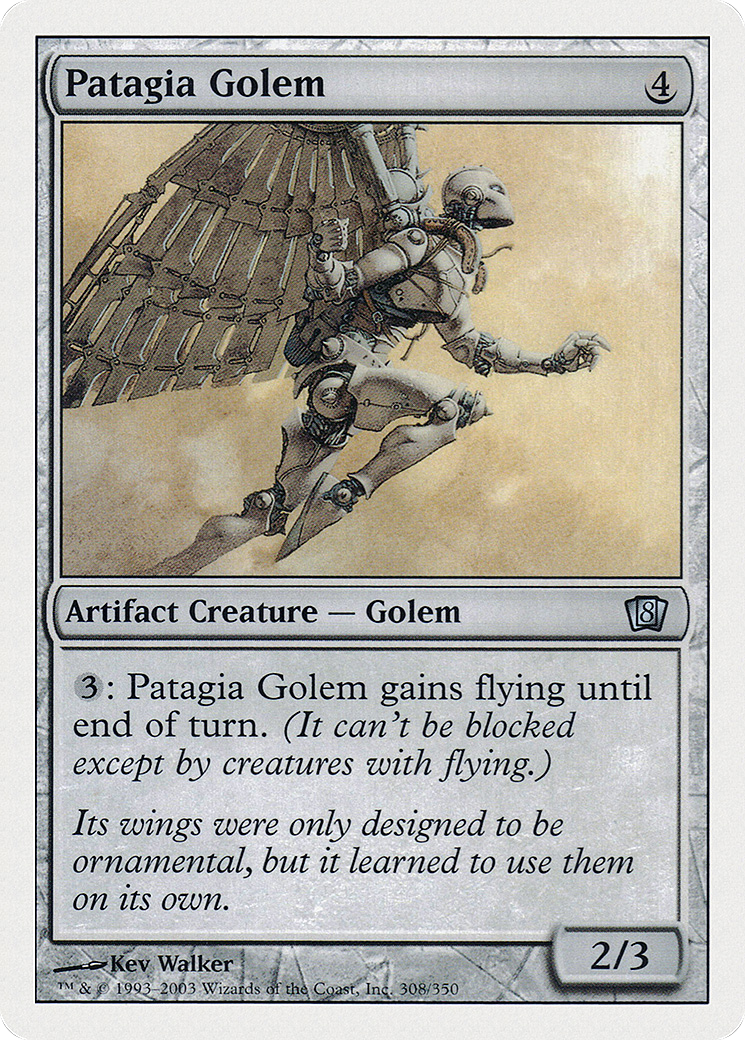 Patagia Golem
4
Artifact Creature — Golem
8
3: Patagia Golem gains flying until
end of turn. (It can't be blocked
except by creatures with flying.)
Its wings were only designed to be
ornamental, but it learned to use them
on its own.
2/3
Kev Walker
™ & © 1993–2003 Wizards of the Coast, Inc. 308/350